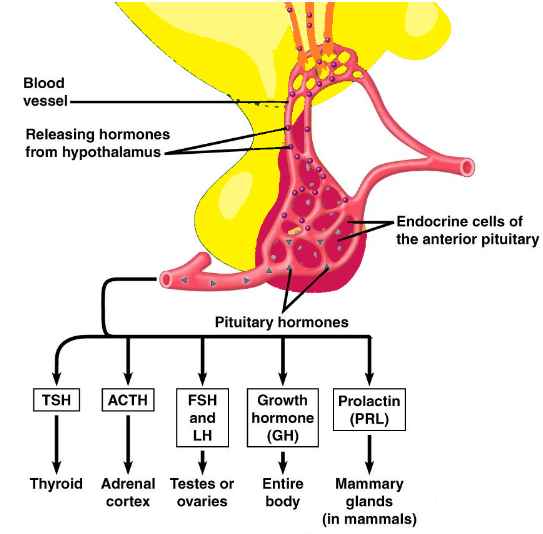 Blood
vessel
Releasing hormones
from hypothalamus
Endocrine cells of
the anterior pituitary
Pituitary hormones
TSH
ACTH
FSH
and
LH
Growth
hormone
(GH)
Prolactin
(PRL)
Thyroid
Adrenal
cortex
Testes or
ovaries
Entire
body
Mammary
glands
(in mammals)